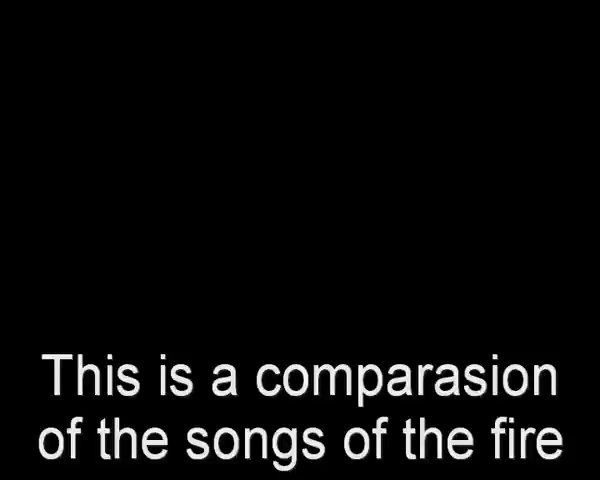 This is a comparasion
of the songs of the fire